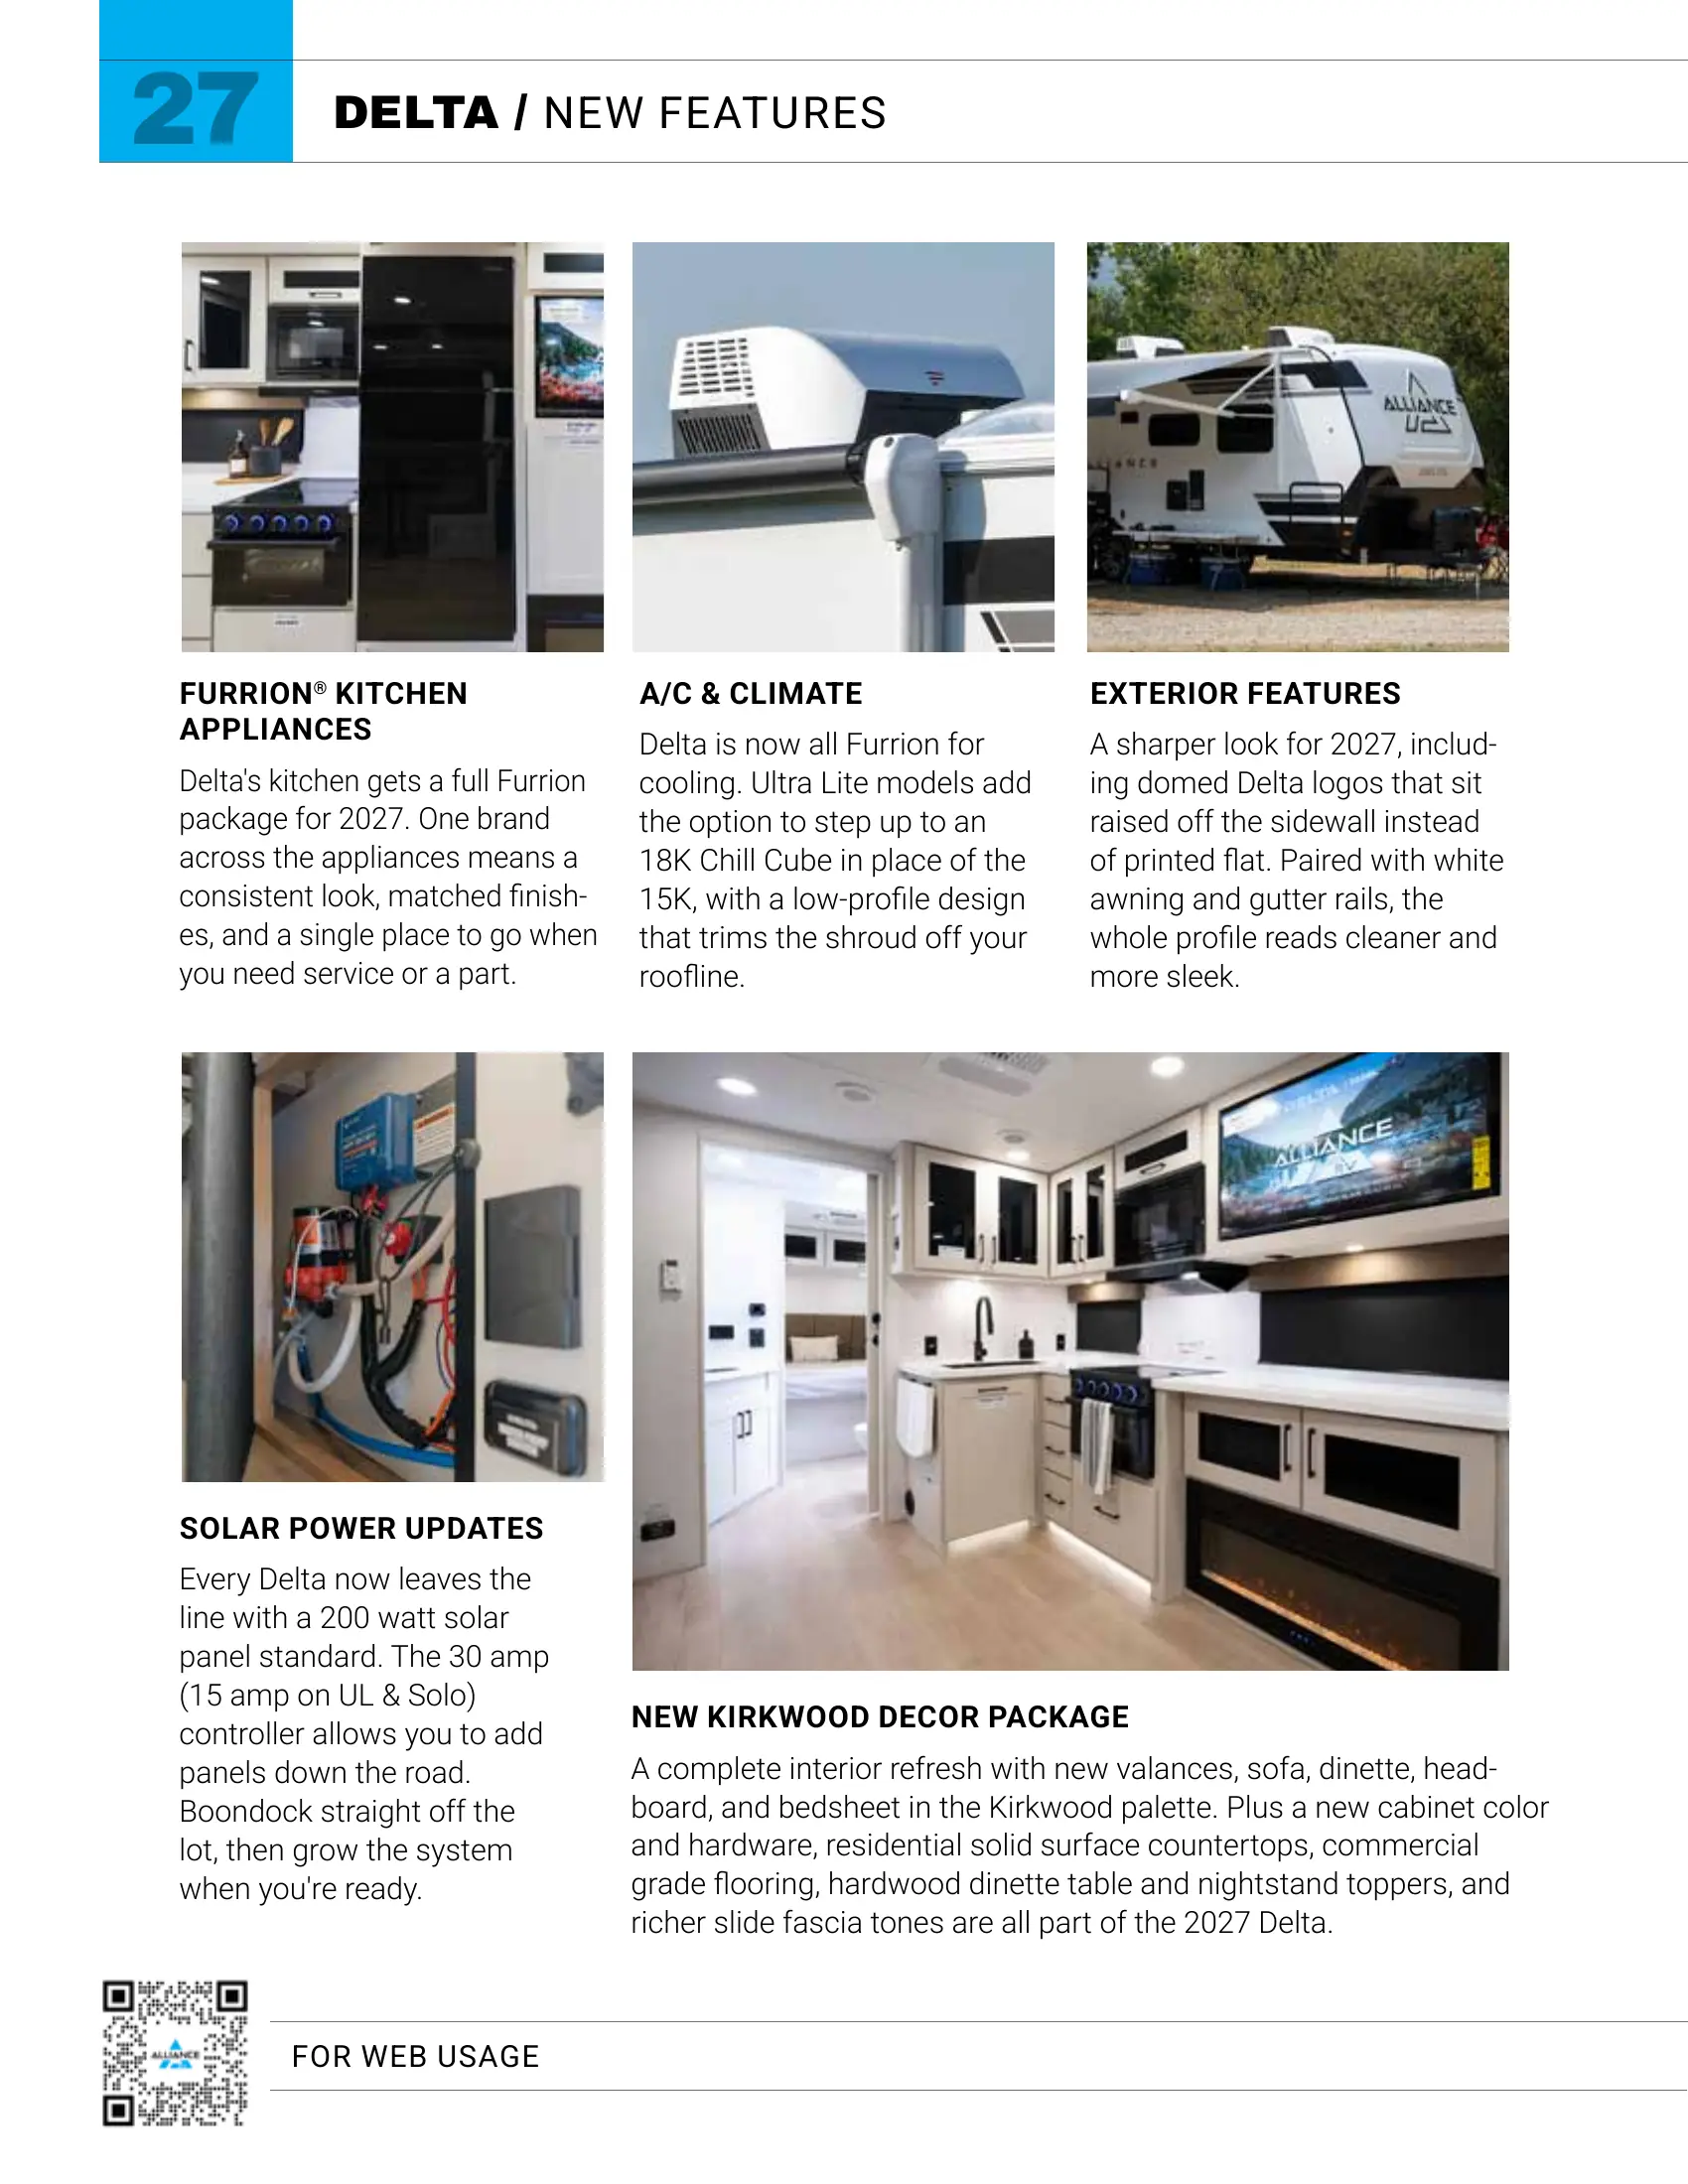 27
DELTA / NEW FEATURES
ALLIANCE
FURRION® KITCHEN
APPLIANCES
Delta's kitchen gets a full Furrion
package for 2027. One brand
across the appliances means a
consistent look, matched finish-
es, and a single place to go when
you need service or a part.
A/C & CLIMATE
Delta is now all Furrion for
cooling. Ultra Lite models add
the option to step up to an
18K Chill Cube in place of the
15K, with a low-profile design
that trims the shroud off your
roofline.
EXTERIOR FEATURES
A sharper look for 2027, includ-
ing domed Delta logos that sit
raised off the sidewall instead
of printed flat. Paired with white
awning and gutter rails, the
whole profile reads cleaner and
more sleek.
ALLIANCE
RV
SOLAR POWER UPDATES
Every Delta now leaves the
line with a 200 watt solar
panel standard. The 30 amp
(15 amp on UL & Solo)
controller allows you to add
panels down the road.
Boondock straight off the
lot, then grow the system
when you're ready.
NEW KIRKWOOD DECOR PACKAGE
A complete interior refresh with new valances, sofa, dinette, head-
board, and bedsheet in the Kirkwood palette. Plus a new cabinet color
and hardware, residential solid surface countertops, commercial
grade flooring, hardwood dinette table and nightstand toppers, and
richer slide fascia tones are all part of the 2027 Delta.
ALLIANCE
FOR WEB USAGE